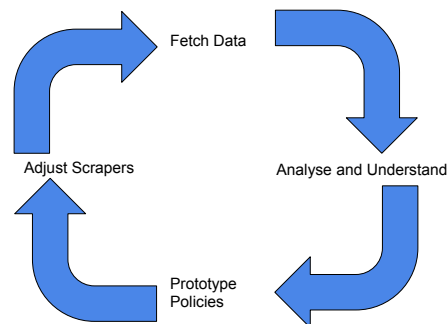 Fetch Data
Adjust Scrapers
Analyse and Understand
Prototype
Policies